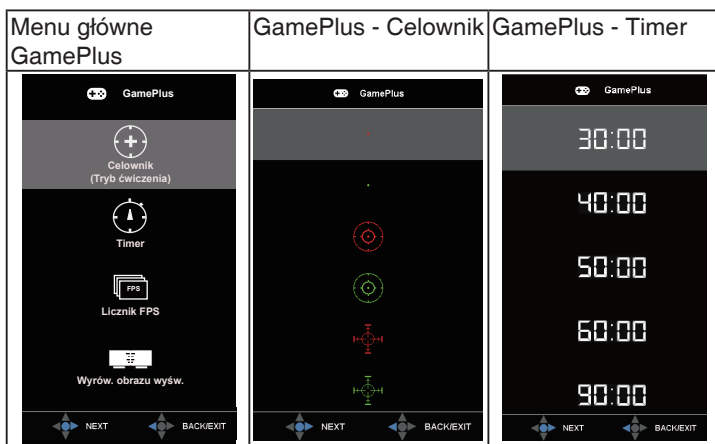 Menu główne
GamePlus
GamePlus - Celownik
GamePlus - Timer
GamePlus
Celownik
(Tryb ćwiczenia)
Timer
FPS
Licznik FPS
Wyrów. obrazu wyśw.
NEXT
BACK/EXIT
GamePlus
NEXT
BACK/EXIT
GamePlus
30:00
40:00
50:00
60:00
90:00
NEXT
BACK/EXIT